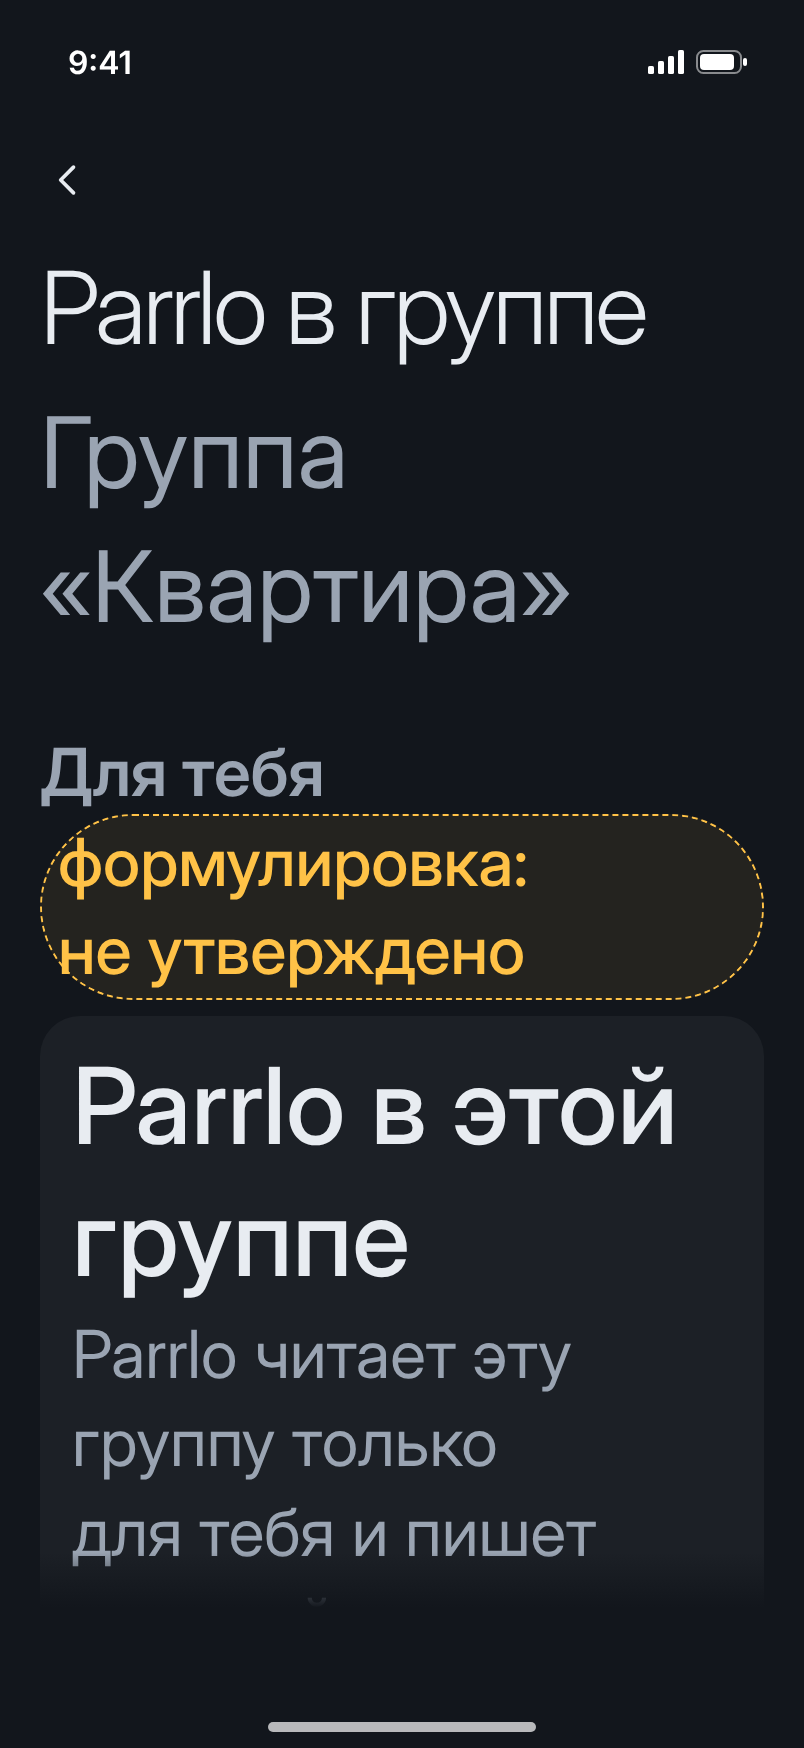 9:41
Parrlo в группе
Группа
«Квартира»
Для тебя
формулировка:
не утверждено
Parrlo в этой
группе
Parrlo читает эту
группу только
для тебя и пишет